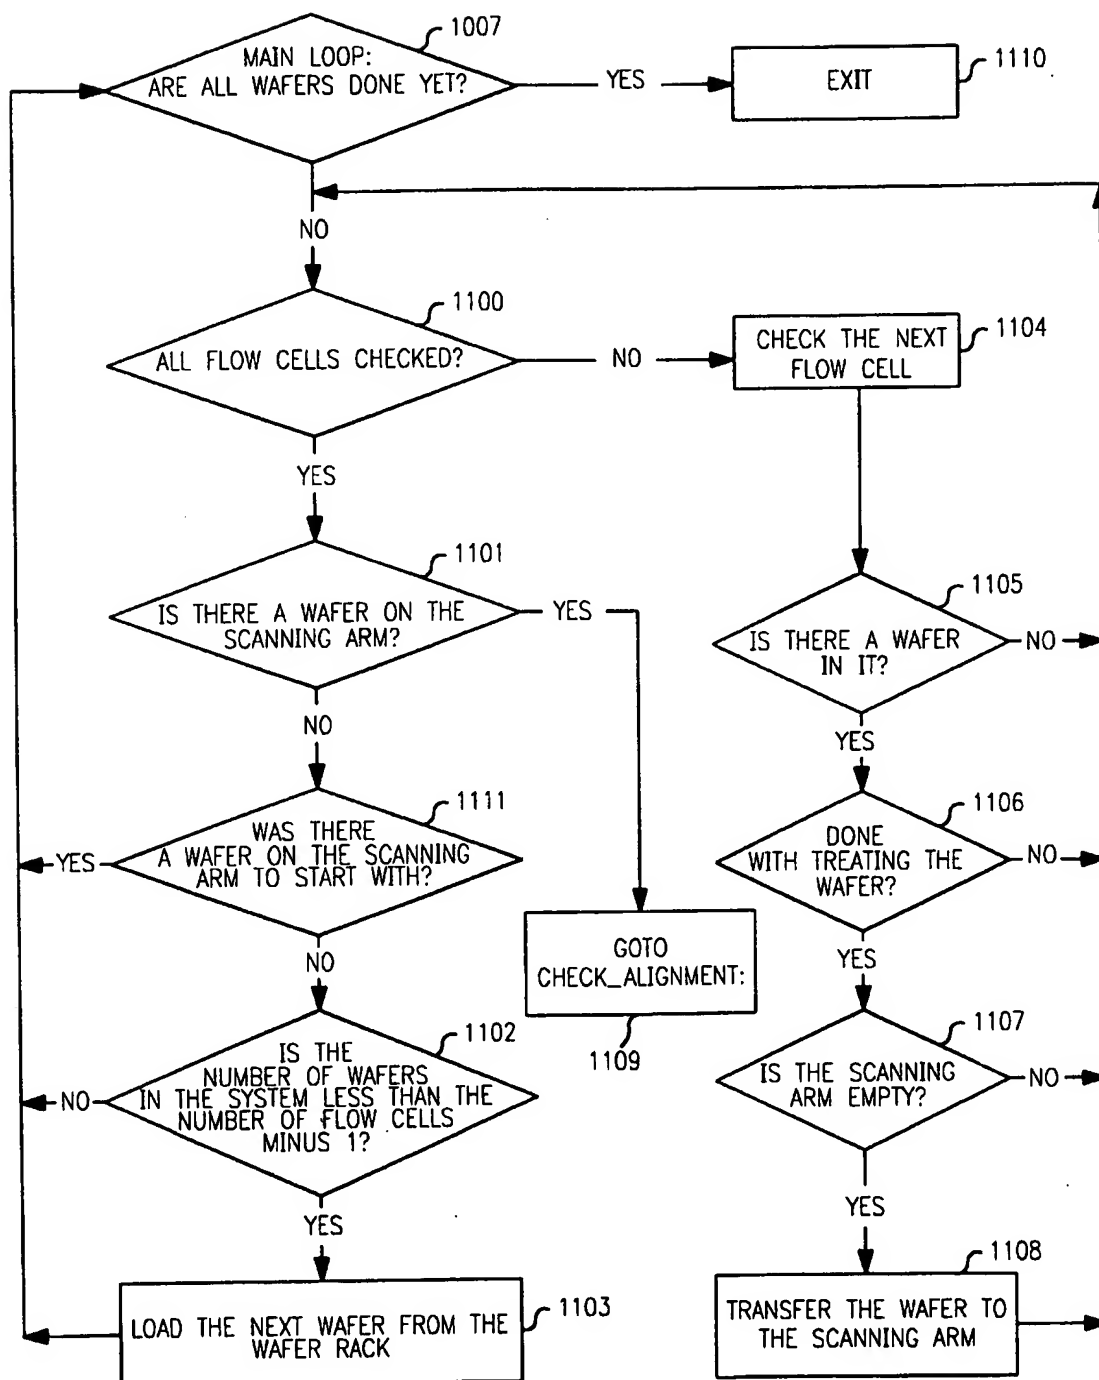 1007
MAIN LOOP:
ARE ALL WAFERS DONE YET?
YES
EXIT
1110
NO
1100
ALL FLOW CELLS CHECKED?
NO
CHECK THE NEXT
FLOW CELL
1104
YES
1101
IS THERE A WAFER ON THE
SCANNING ARM?
YES
1105
IS THERE A WAFER
IN IT?
NO
NO
YES
1111
WAS THERE
A WAFER ON THE SCANNING
ARM TO START WITH?
YES
1106
DONE
WITH TREATING THE
WAFER?
NO
GOTO
CHECK_ALIGNMENT:
1109
NO
YES
1102
IS THE
NUMBER OF WAFERS
IN THE SYSTEM LESS THAN THE
NUMBER OF FLOW CELLS
MINUS 1?
NO
1107
IS THE SCANNING
ARM EMPTY?
NO
YES
YES
1103
LOAD THE NEXT WAFER FROM THE
WAFER RACK
1108
TRANSFER THE WAFER TO
THE SCANNING ARM